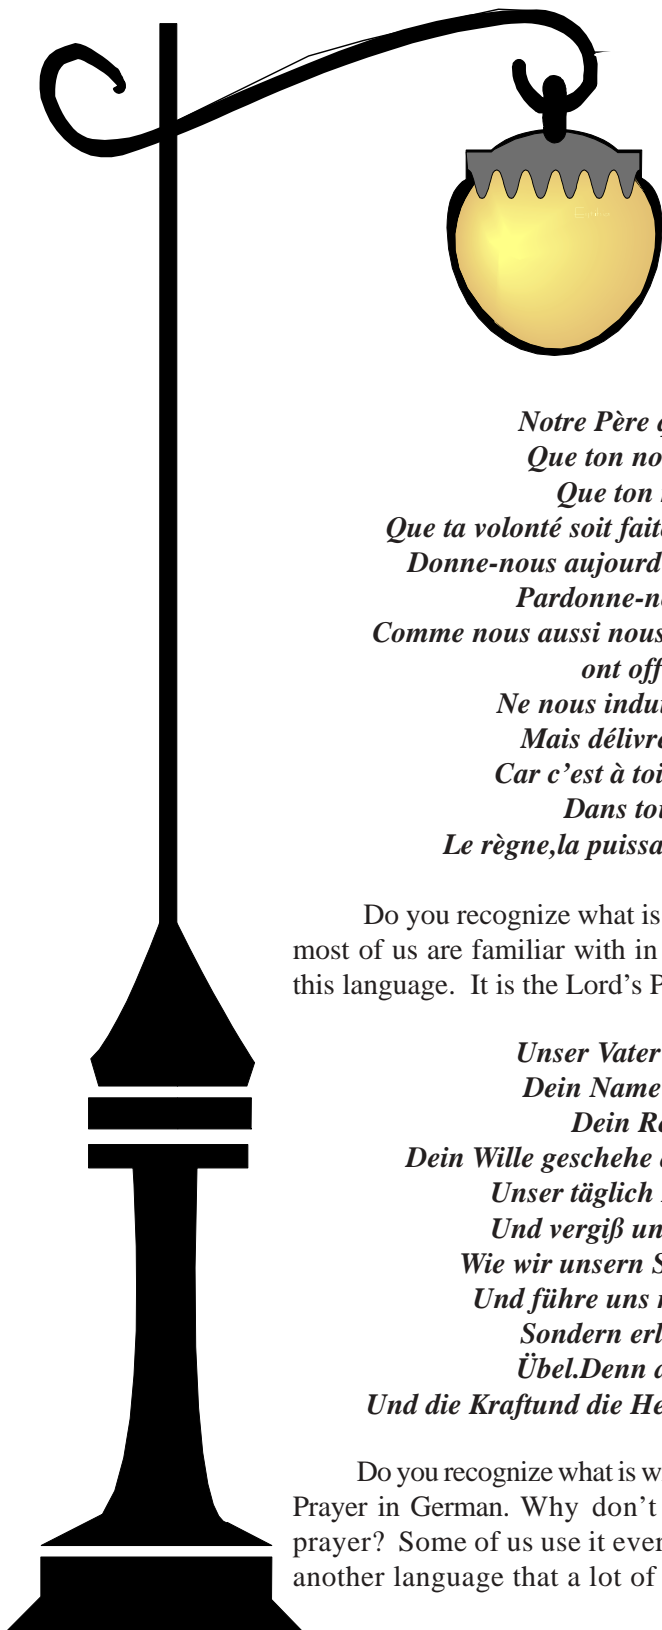 Notre Père
Que ton no
Que ton
Que ta volonté soit fait
Donne-nous aujourd
Pardonne-n
Comme nous aussi nous
ont off
Ne nous indu
Mais délivr
Car c’est à toi
Dans tou
Le règne,la puissa
Do you recognize what is
most of us are familiar with in
this language. It is the Lord’s P
Unser Vater
Dein Name
Dein R
Dein Wille geschehe
Unser täglich
Und vergiß un
Wie wir unsern S
Und führe uns
Sondern erl
Übel.Denn
Und die Kraftund die He
Do you recognize what is w
Prayer in German. Why don’t
prayer? Some of us use it ever
another language that a lot of